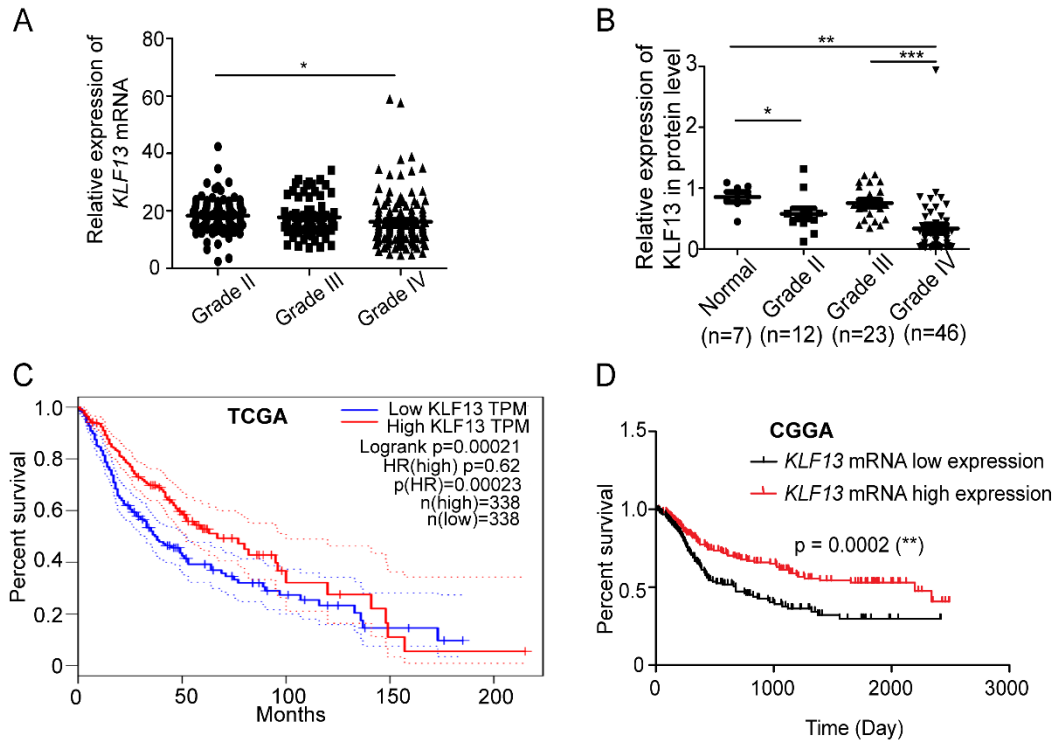 A
Relative expression of
KLF13 mRNA
80
60
40
20
0
*
Grade II
Grade III
Grade IV
B
Relative expression of
KLF13 in protein level
3
2
1
0
**
***
*
Normal
Grade II
Grade III
Grade IV
(n=7)
(n=12)
(n=23)
(n=46)
C
Percent survival
1.0
0.8
0.6
0.4
0.2
0
TCGA
Low KLF13 TPM
High KLF13 TPM
Logrank p=0.00021
HR(high) p=0.62
p(HR)=0.00023
n(high)=338
n(low)=338
0
50
100
150
200
Months
D
Percent survival
1.5
1.0
0.5
0.0
CGGA
KLF13 mRNA low expression
KLF13 mRNA high expression
p = 0.0002 (**)
0
1000
2000
3000
Time (Day)